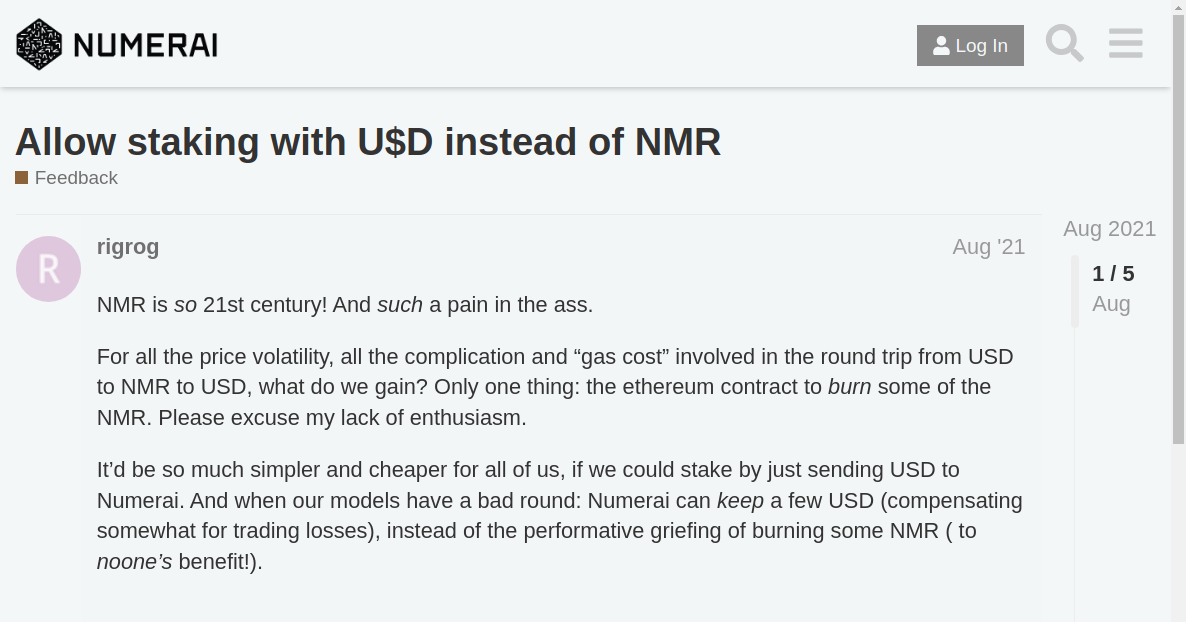 NUMERAI
Log In
Allow staking with U$D instead of NMR
Feedback
R
rigrog
Aug '21
NMR is so 21st century! And such a pain in the ass.
For all the price volatility, all the complication and “gas cost” involved in the round trip from USD
to NMR to USD, what do we gain? Only one thing: the ethereum contract to burn some of the
NMR. Please excuse my lack of enthusiasm.
It’d be so much simpler and cheaper for all of us, if we could stake by just sending USD to
Numerai. And when our models have a bad round: Numerai can keep a few USD (compensating
somewhat for trading losses), instead of the performative griefing of burning some NMR ( to
noone’s benefit!).
Aug 2021
1 / 5
Aug